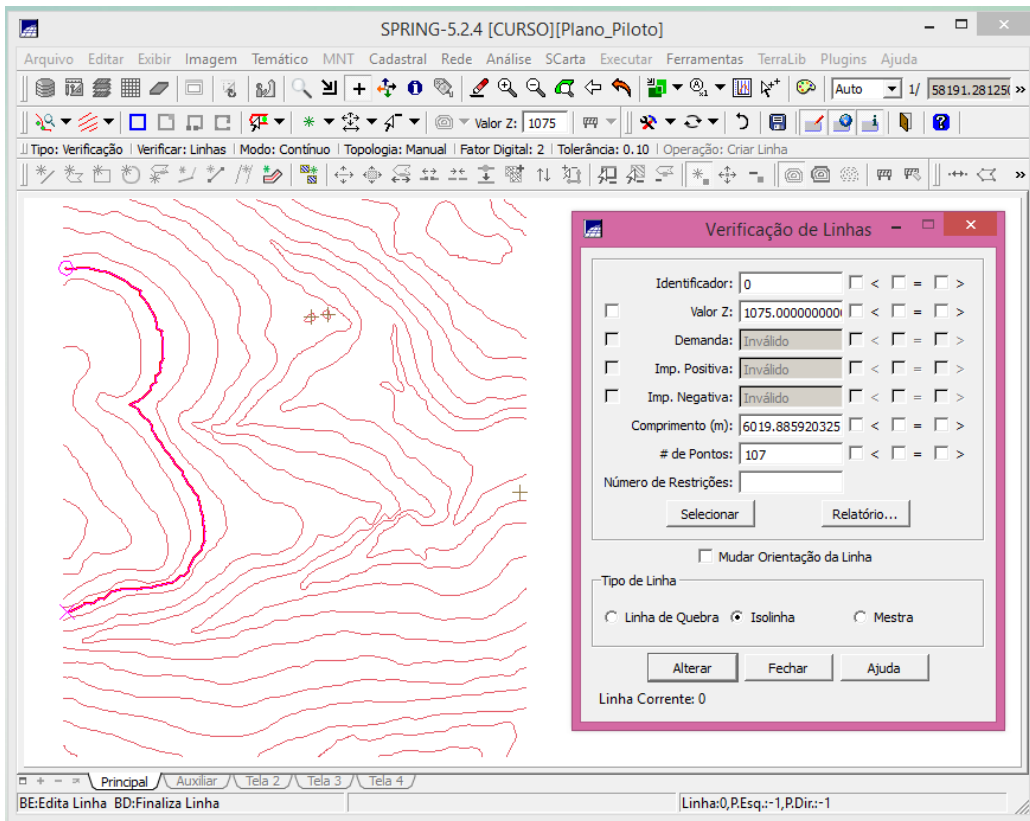 SPRING-5.2.4 [CURSO][Plano_Piloto]
Arquivo Editar Exibir Imagem Temático MNT Cadastral Rede Análise SCarta Executar Ferramentas TerraLib Plugins Ajuda
Auto 1/ 58191.28125(
Valor Z: 1075
Tipo: Verificação Verificar: Linhas Modo: Contínuo Topologia: Manual Fator Digital: 2 Tolerância: 0.10 Operação: Criar Linha
Verificação de Linhas
Identificador: 0 < = >
Valor Z: 1075.000000000 < = >
Demanda: Inválido < = >
Imp. Positiva: Inválido < = >
Imp. Negativa: Inválido < = >
Comprimento (m): 6019.885920325 < = >
# de Pontos: 107 < = >
Número de Restrições:
Selecionar Relatório...
Mudar Orientação da Linha
Tipo de Linha
Linha de Quebra Isolinha Mestra
Alterar Fechar Ajuda
Linha Corrente: 0
Principal Auxiliar Tela 2 Tela 3 Tela 4
BE:Edita Linha BD:Finaliza Linha Linha:0,P.Esq.:-1,P.Dir.:-1